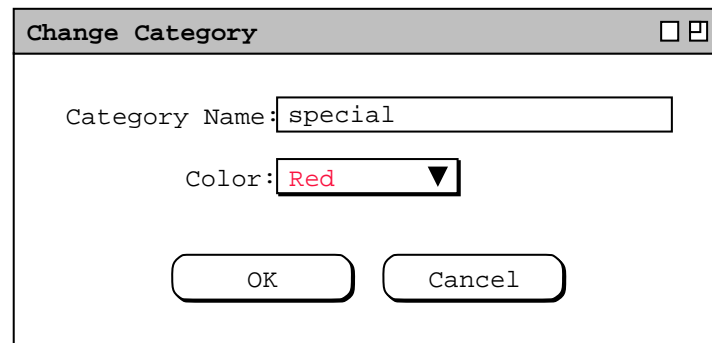 Change Category
Category Name: special
Color: Red
OK Cancel